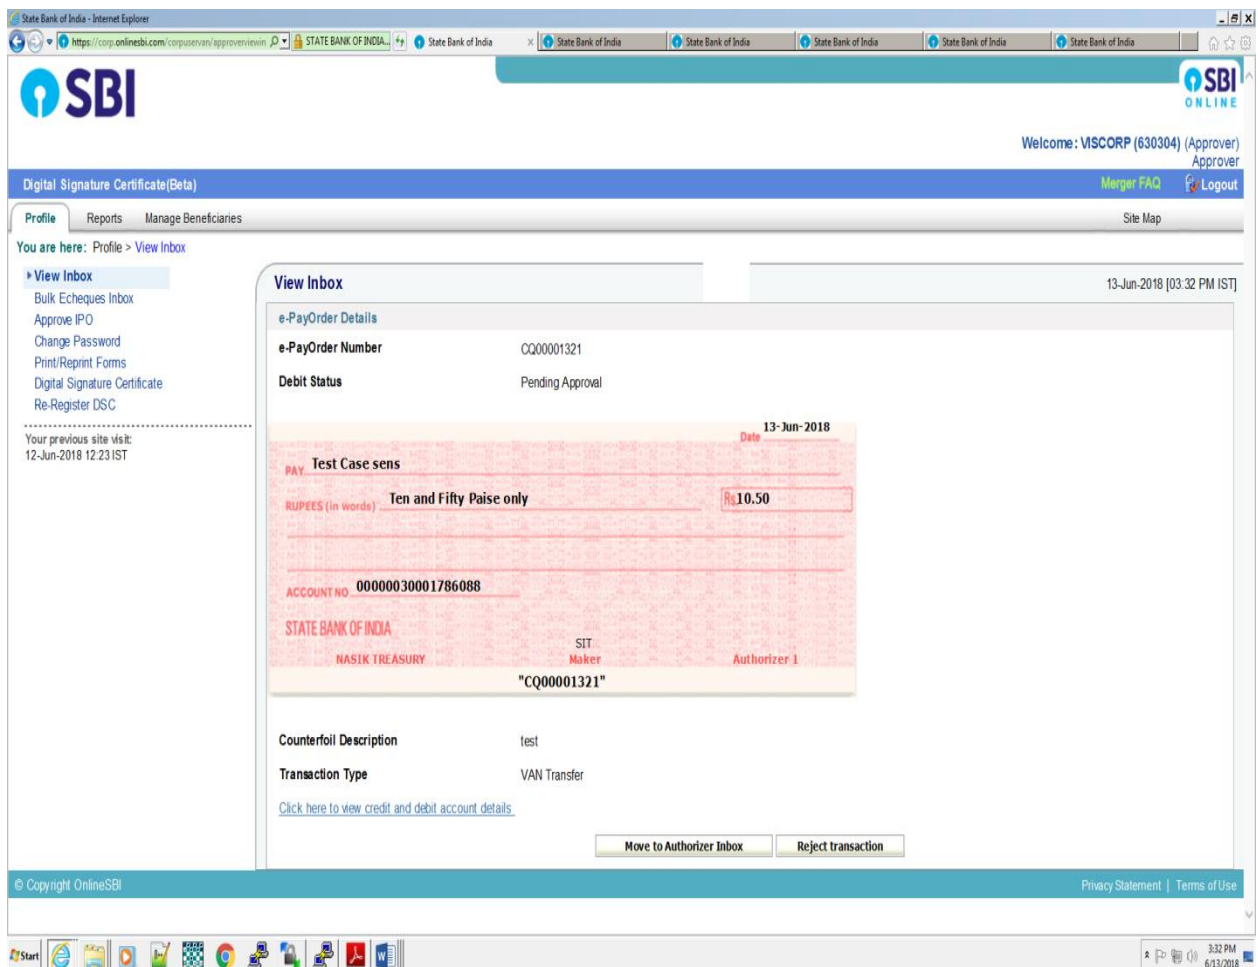 State Bank of India - Internet Explorer
https://corp.onlinesbi.com/corpuservan/approverviewin STATE BANK OF INDIA... State Bank of India State Bank of India State Bank of India State Bank of India State Bank of India State Bank of India
SBI
SBI
ONLINE
Welcome: VISCORP (630304) (Approver)
Approver
Digital Signature Certificate(Beta) Merger FAQ Logout
Profile Reports Manage Beneficiaries Site Map
You are here: Profile > View Inbox
View Inbox
Bulk Echeques Inbox
Approve IPO
Change Password
Print/Reprint Forms
Digital Signature Certificate
Re-Register DSC
Your previous site visit:
12-Jun-2018 12:23 IST
View Inbox 13-Jun-2018 [03:32 PM IST]
e-PayOrder Details
e-PayOrder Number CQ00001321
Debit Status Pending Approval
Date 13-Jun-2018
PAY Test Case sens
RUPEES (in words) Ten and Fifty Paise only Rs 10.50
ACCOUNT NO 00000030001786088
STATE BANK OF INDIA
SIT
NASIK TREASURY Maker Authorizer 1
"CQ00001321"
Counterfoil Description test
Transaction Type VAN Transfer
Click here to view credit and debit account details
Move to Authorizer Inbox Reject transaction
© Copyright OnlineSBI Privacy Statement | Terms of Use
Start 3:32 PM
6/13/2018